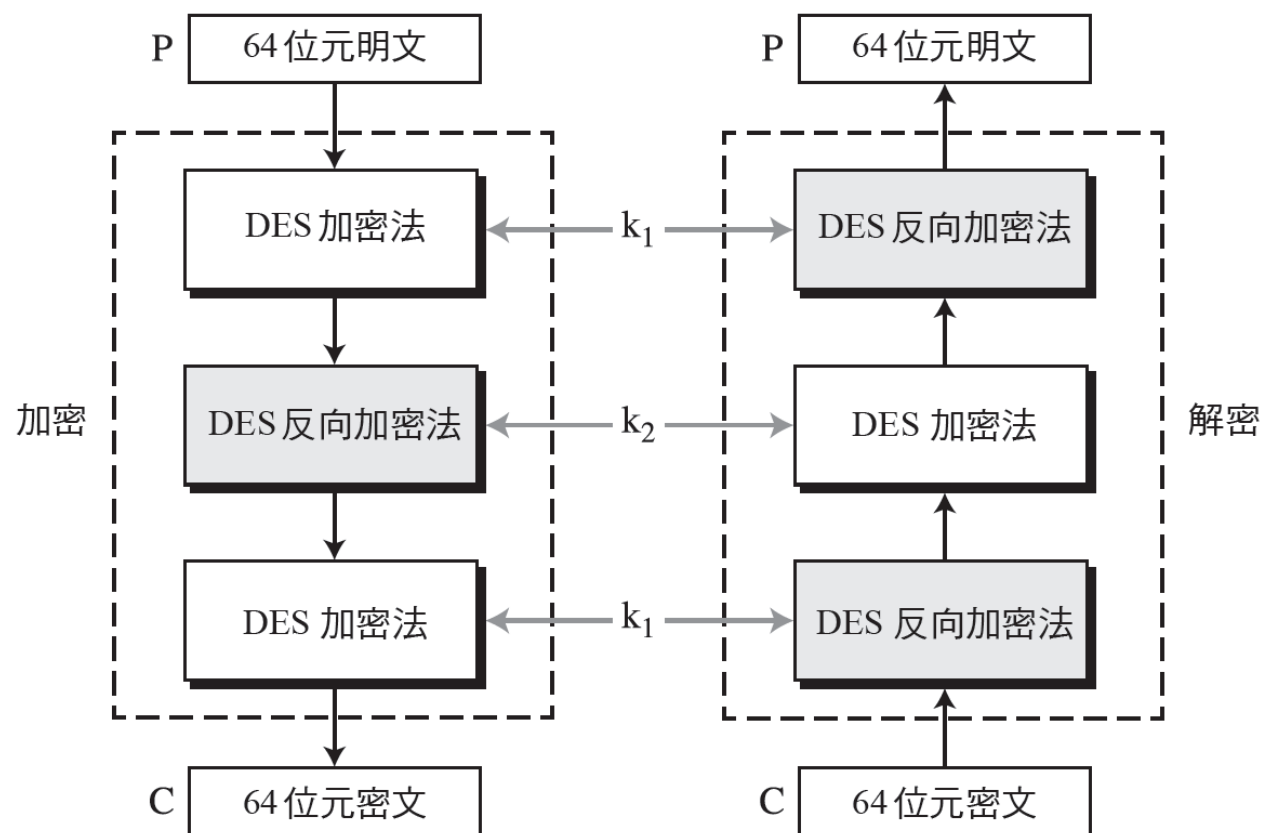 P 64位元明文 P 64位元明文
DES加密法 k1 DES反向加密法
加密 DES反向加密法 k2 DES 加密法 解密
DES 加密法 k1 DES 反向加密法
C 64位元密文 C 64位元密文